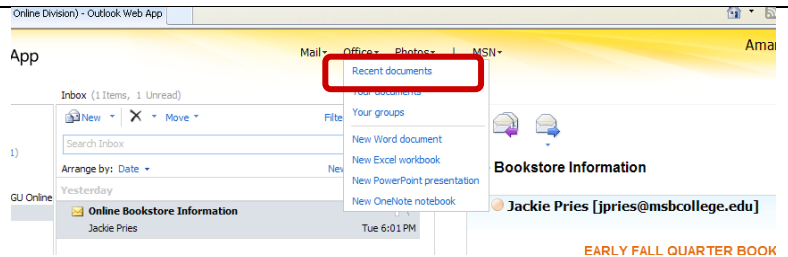 Online Division) - Outlook Web App
App
Mail Office Photos | MSN
Recent documents
Your documents
Your groups
New Word document
New Excel workbook
New PowerPoint presentation
New OneNote notebook
Inbox (1 Items, 1 Unread)
New X Move
Search Inbox
Arrange by: Date
Yesterday
Online Bookstore Information
Jackie Pries Tue 6:01 PM
1)
GU Online
Bookstore Information
Jackie Pries [jpries@msbcollege.edu]
EARLY FALL QUARTER BOOK